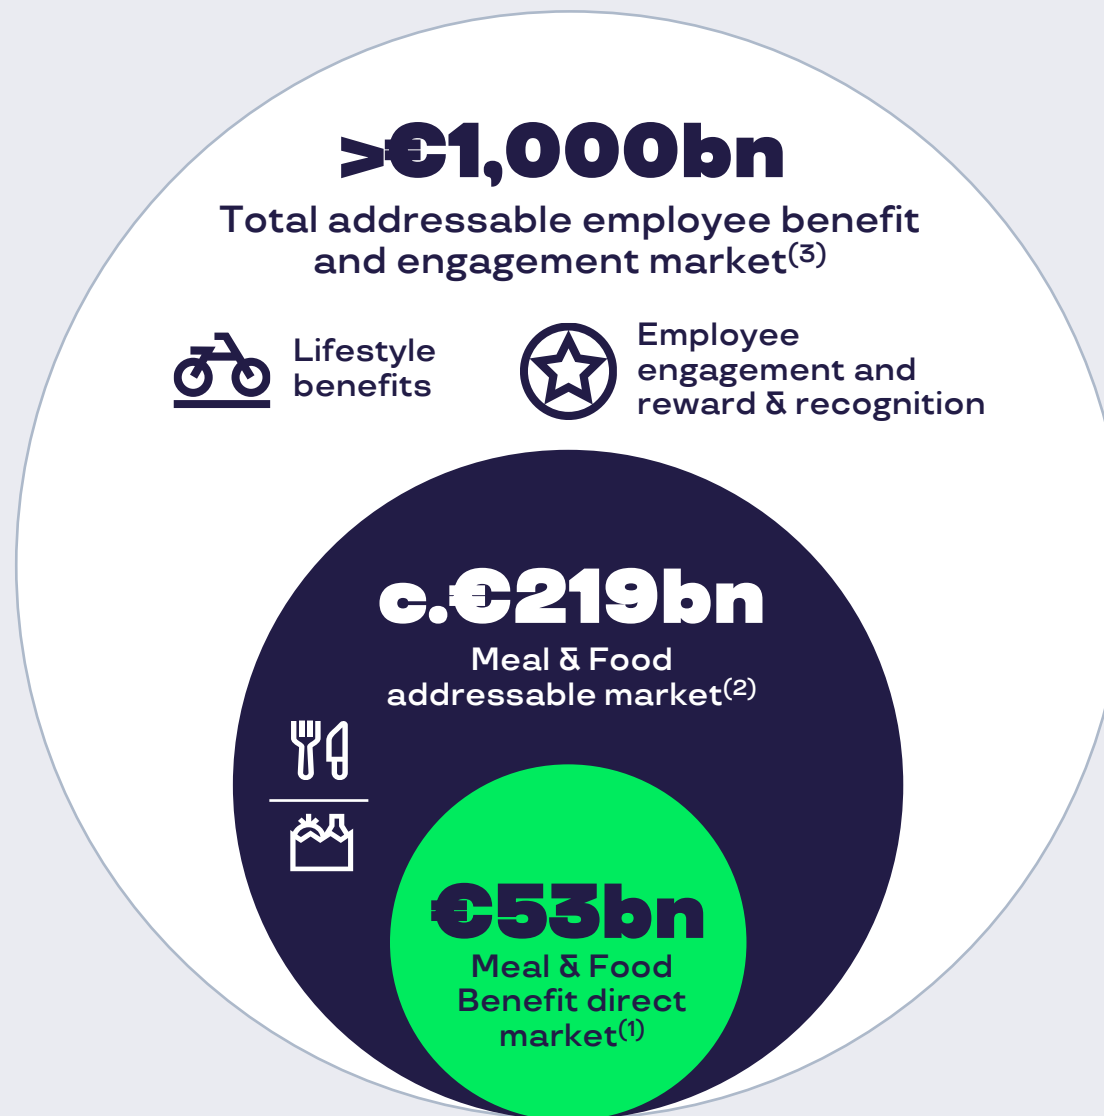 >€1,000bn
Total addressable employee benefit
and engagement market(3)
Lifestyle
benefits
Employee
engagement and
reward & recognition
c.€219bn
Meal & Food
addressable market(2)
€53bn
Meal & Food
Benefit direct
market(1)